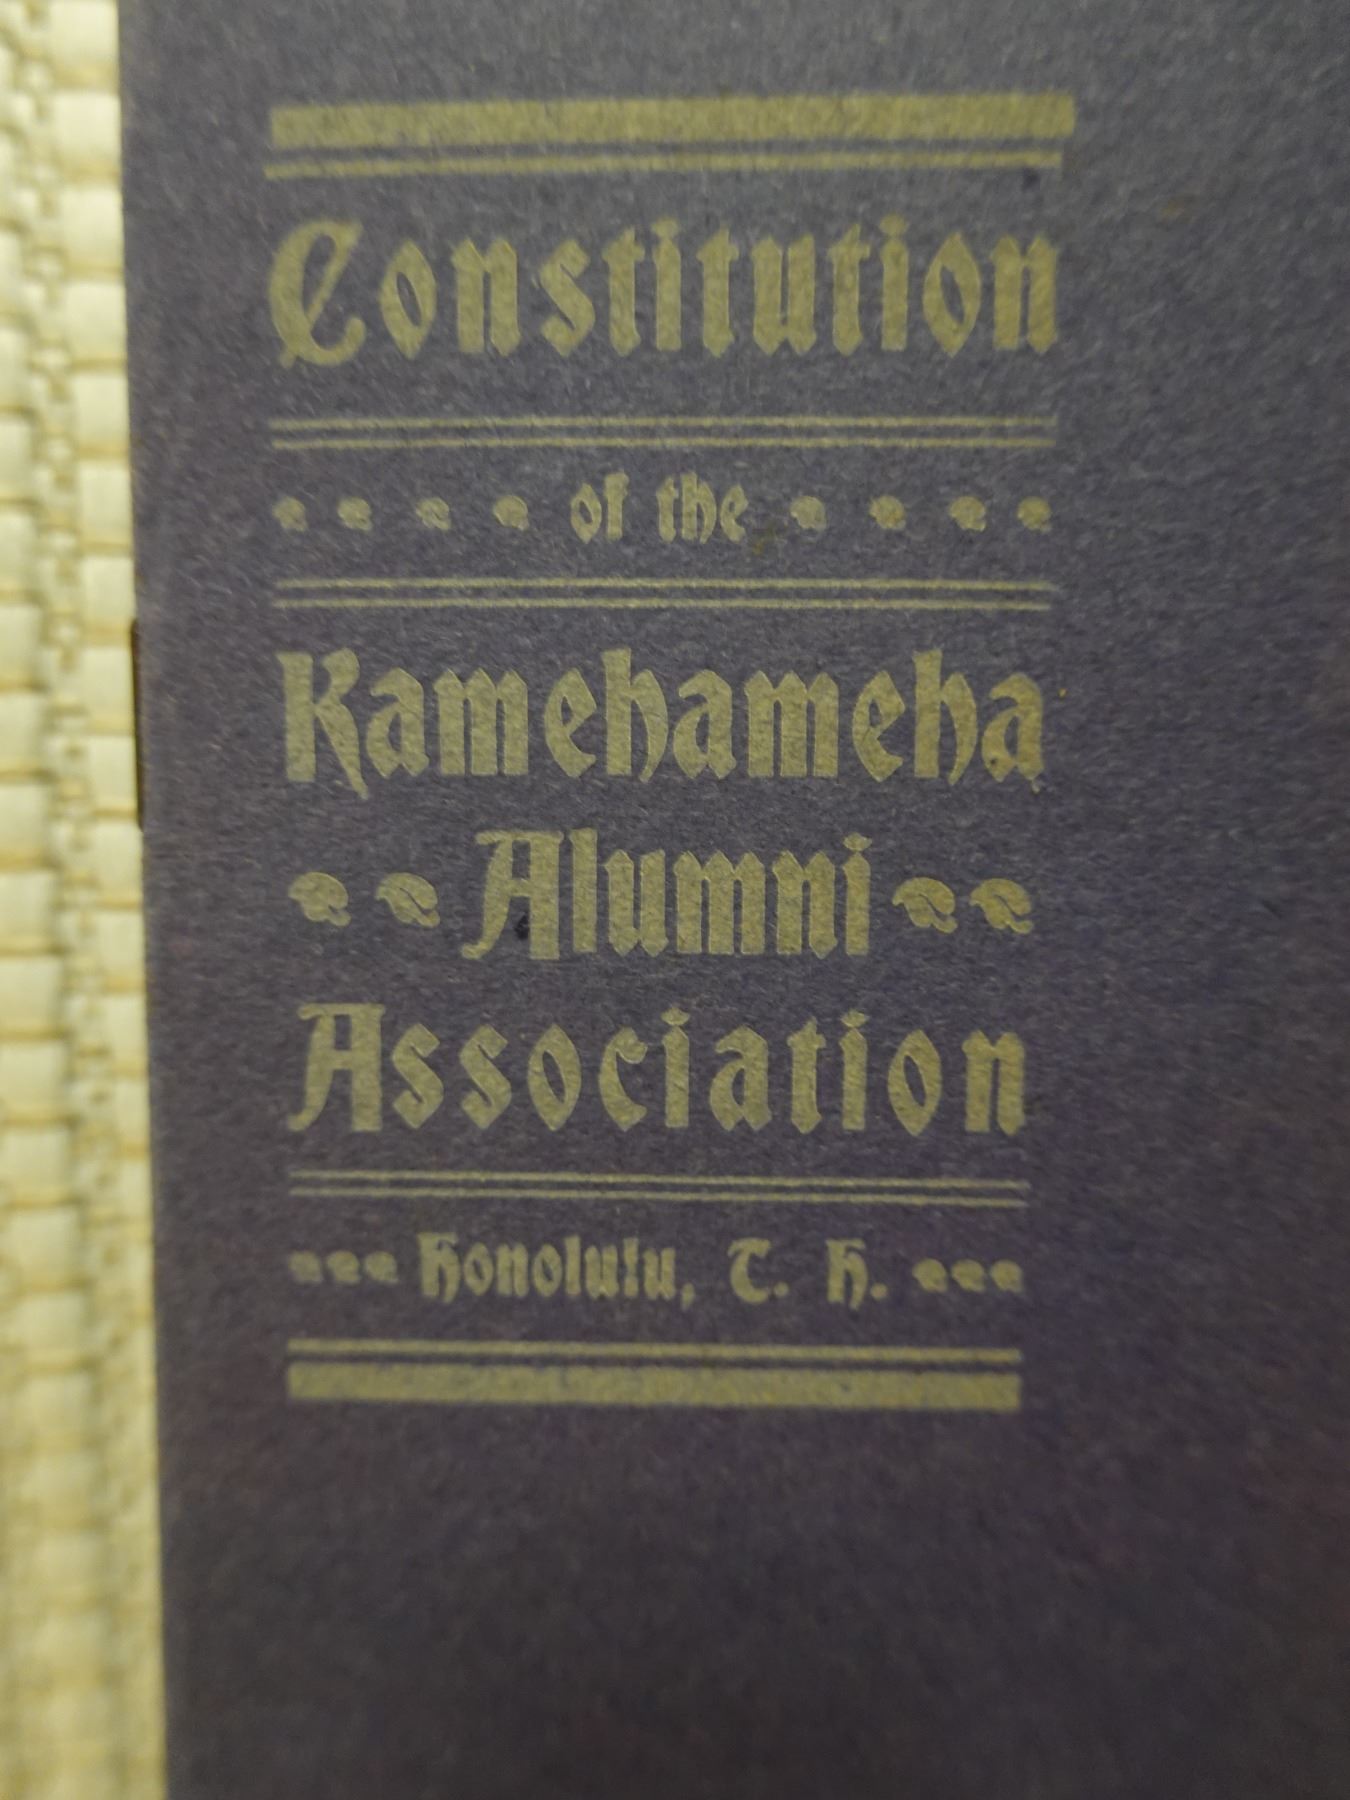 Constitution
of the
Kamehameha
Alumni
Association
Honolulu, T. H.